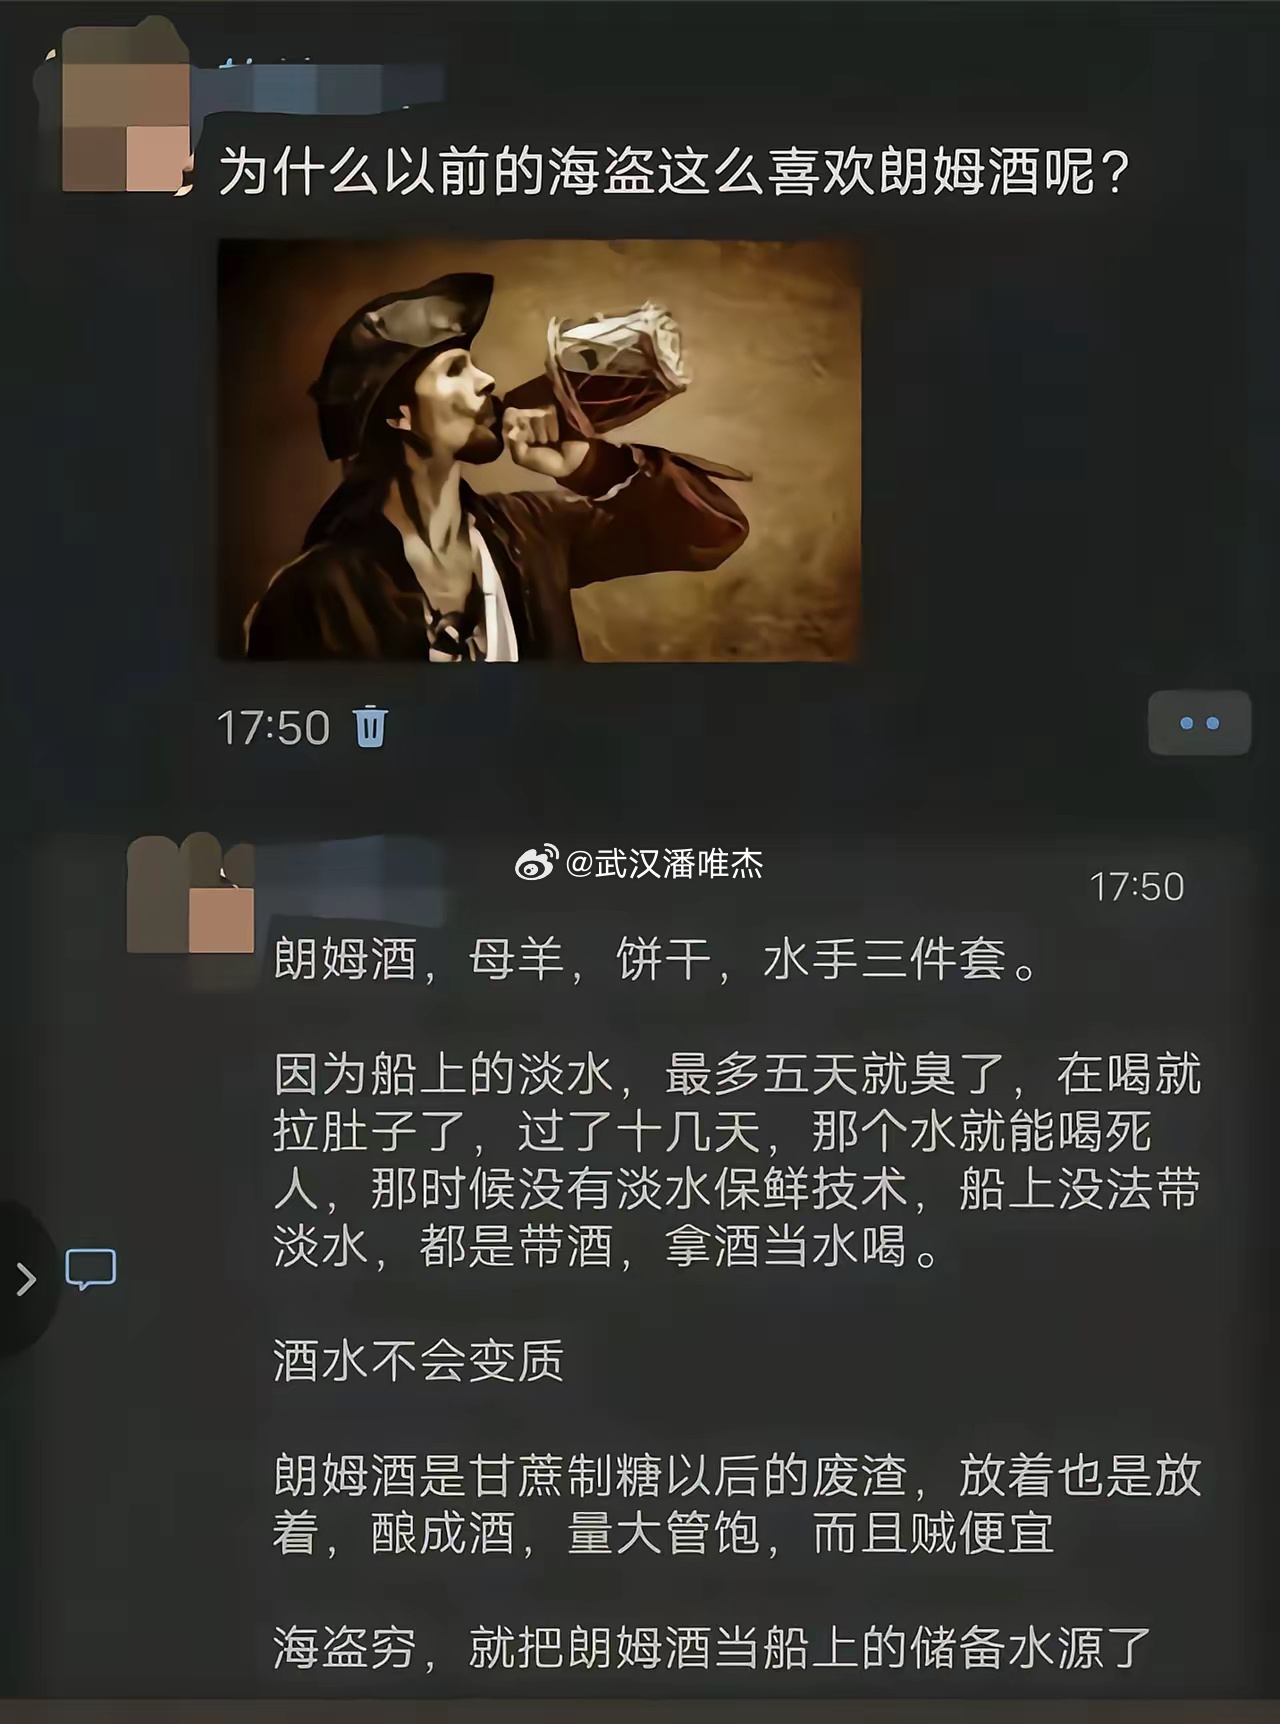 为什么以前的海盗这么喜欢朗姆酒呢?
17:50
@武汉潘唯杰
17:50
朗姆酒，母羊，饼干，水手三件套。
因为船上的淡水，最多五天就臭了，在喝就
拉肚子了，过了十几天，那个水就能喝死
人，那时候没有淡水保鲜技术，船上没法带
淡水，都是带酒，拿酒当水喝。
酒水不会变质
朗姆酒是甘蔗制糖以后的废渣，放着也是放
着，酿成酒，量大管饱，而且贼便宜
海盗穷，就把朗姆酒当船上的储备水源了